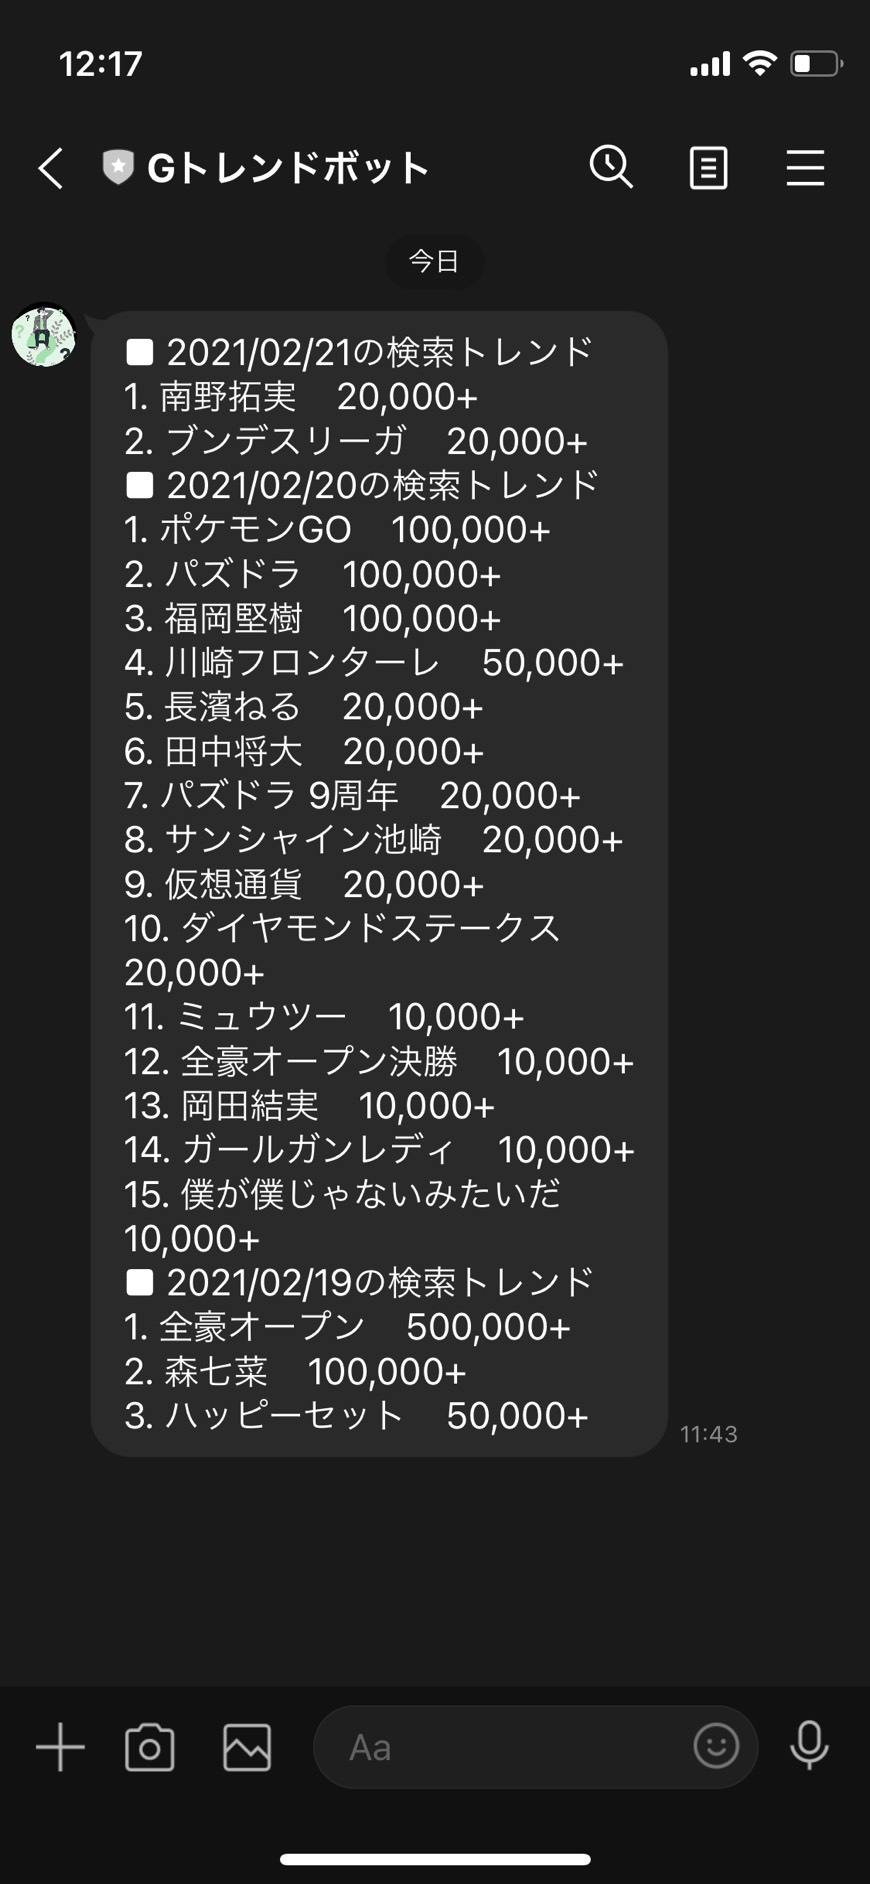 12:17
Gトレンドボット
今日
■ 2021/02/21の検索トレンド
1. 南野拓実　20,000+
2. ブンデスリーガ　20,000+
■ 2021/02/20の検索トレンド
1. ポケモンGO　100,000+
2. パズドラ　100,000+
3. 福岡堅樹　100,000+
4. 川崎フロンターレ　50,000+
5. 長濱ねる　20,000+
6. 田中将大　20,000+
7. パズドラ 9周年　20,000+
8. サンシャイン池崎　20,000+
9. 仮想通貨　20,000+
10. ダイヤモンドステークス
20,000+
11. ミュウツー　10,000+
12. 全豪オープン決勝　10,000+
13. 岡田結実　10,000+
14. ガールガンレディ　10,000+
15. 僕が僕じゃないみたいだ
10,000+
■ 2021/02/19の検索トレンド
1. 全豪オープン　500,000+
2. 森七菜　100,000+
3. ハッピーセット　50,000+
11:43
Aa